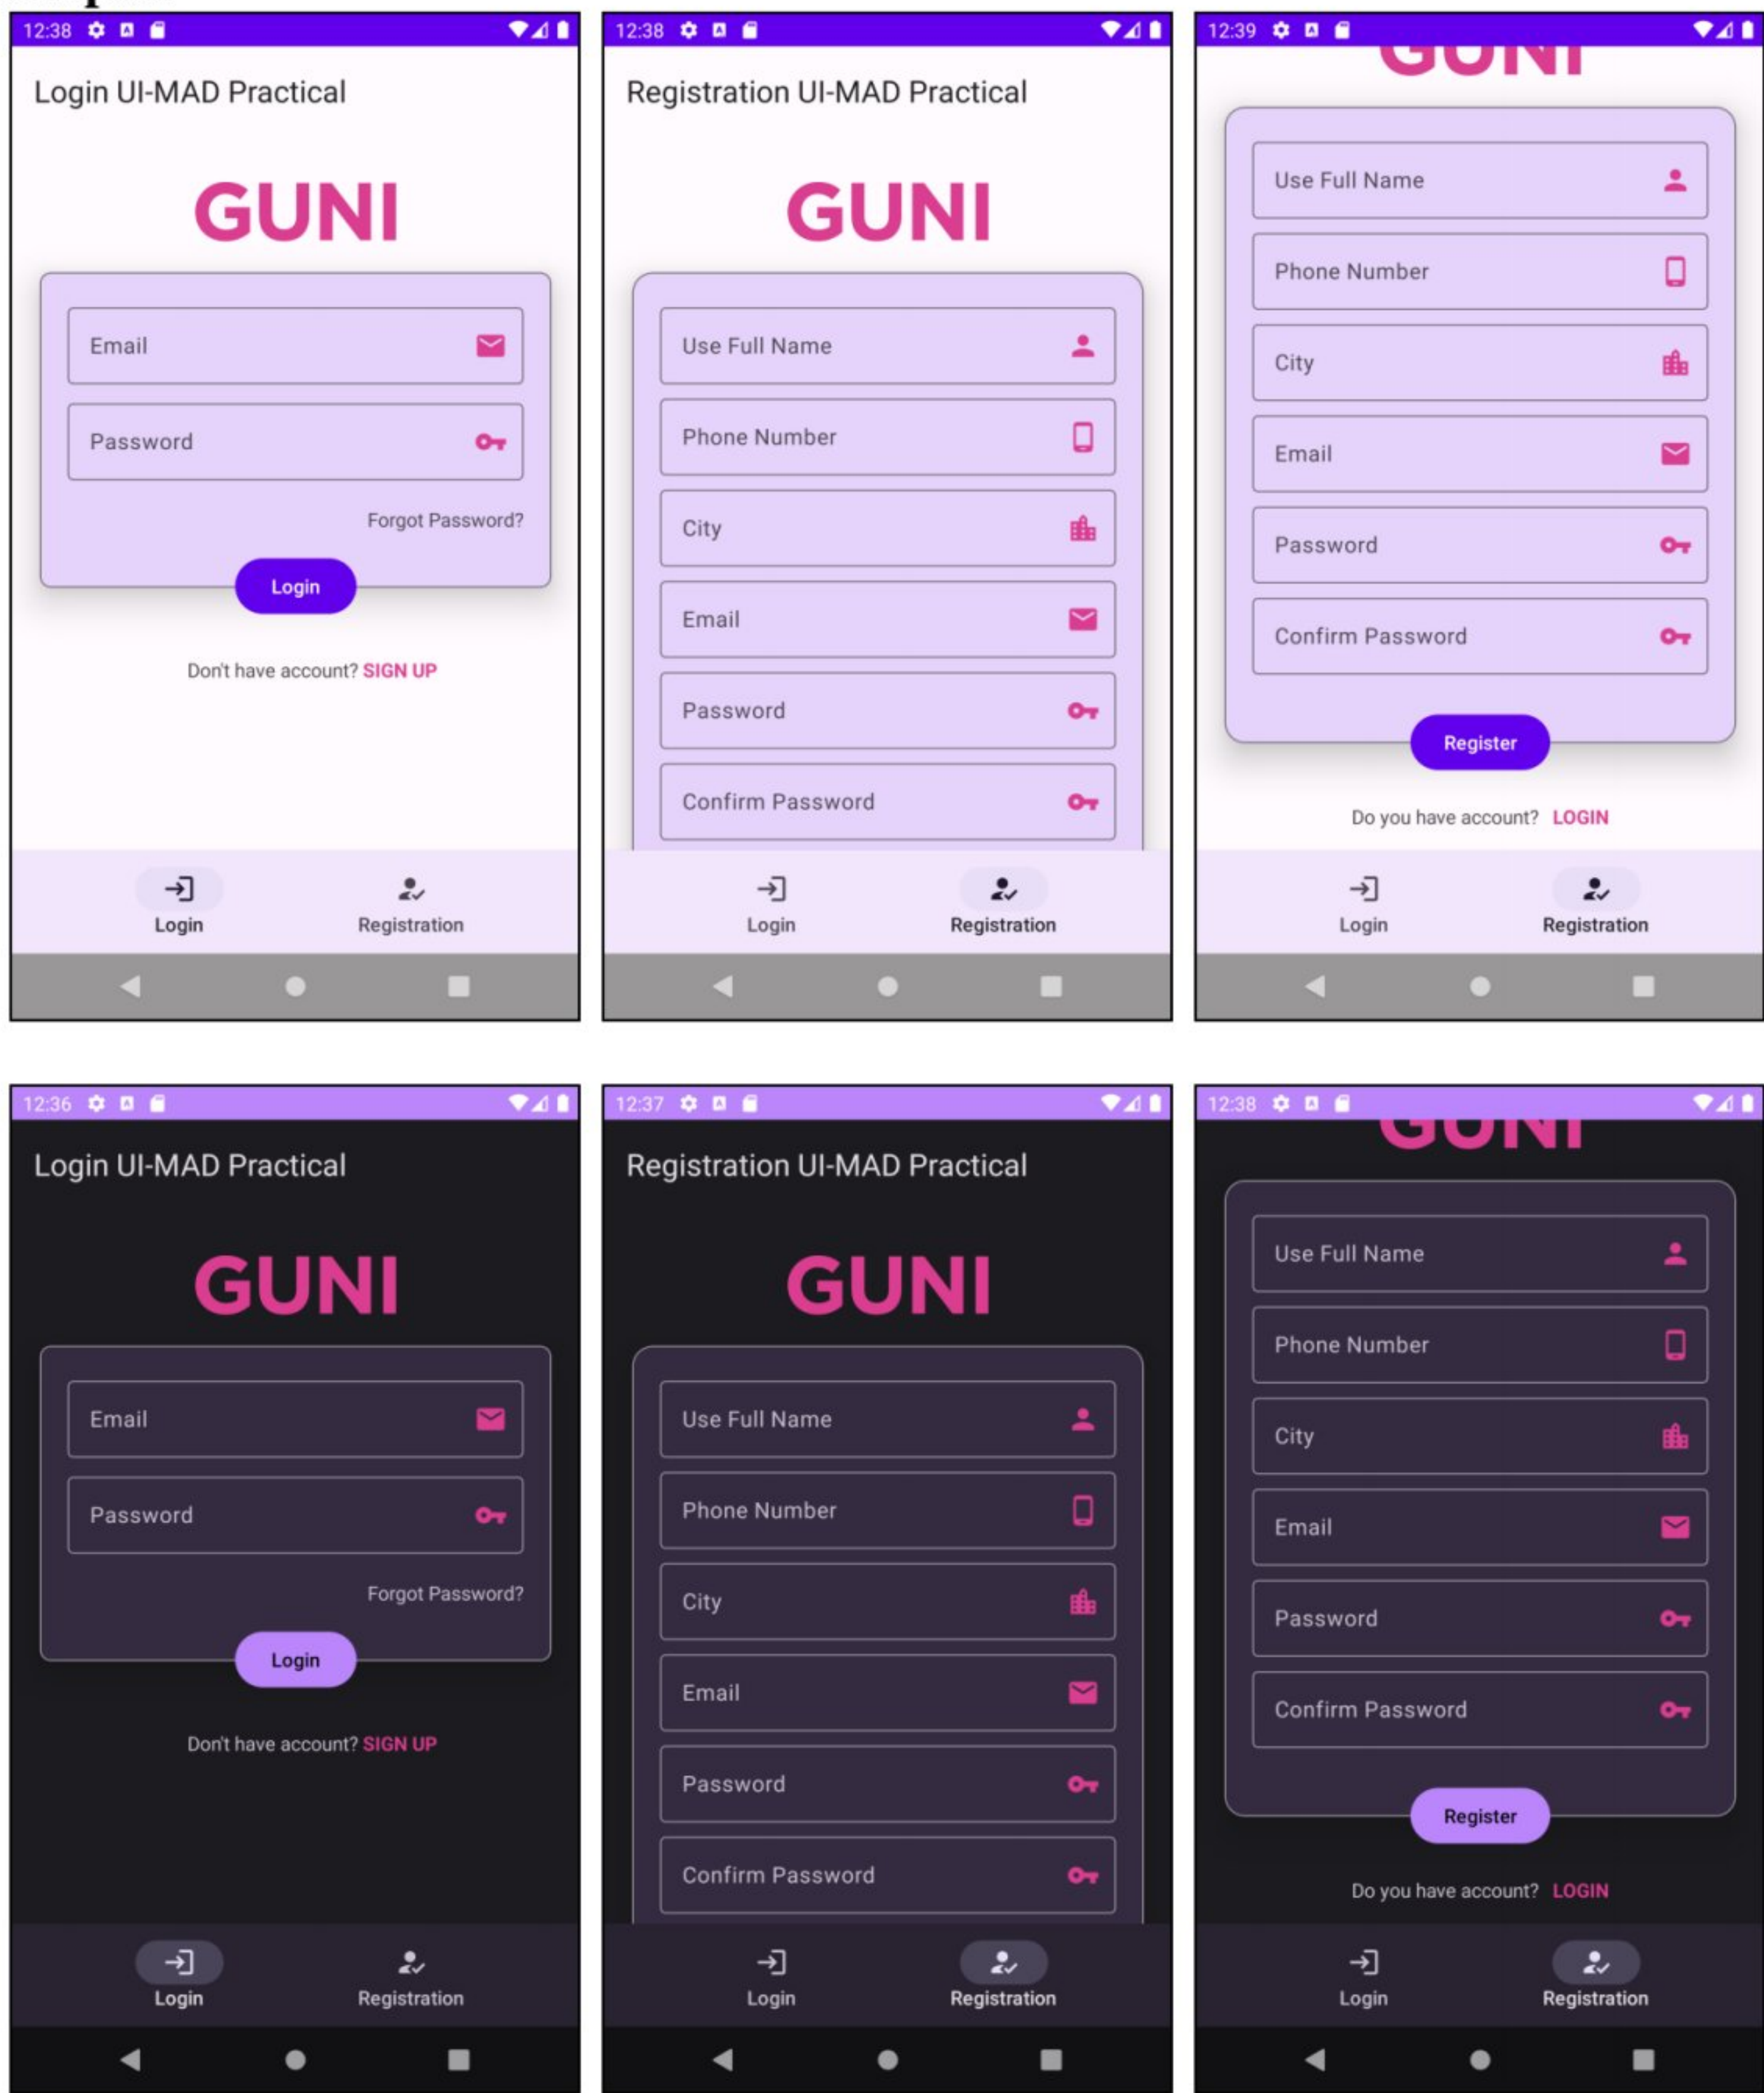 12:38
Login UI-MAD Practical
GUNI
Email
Password
Forgot Password?
Login
Don't have account? SIGN UP
Login
Registration
12:38
Registration UI-MAD Practical
GUNI
Use Full Name
Phone Number
City
Email
Password
Confirm Password
Login
Registration
12:39
GUNI
Use Full Name
Phone Number
City
Email
Password
Confirm Password
Register
Do you have account? LOGIN
Login
Registration
12:36
Login UI-MAD Practical
GUNI
Email
Password
Forgot Password?
Login
Don't have account? SIGN UP
Login
Registration
12:37
Registration UI-MAD Practical
GUNI
Use Full Name
Phone Number
City
Email
Password
Confirm Password
Login
Registration
12:38
GUNI
Use Full Name
Phone Number
City
Email
Password
Confirm Password
Register
Do you have account? LOGIN
Login
Registration